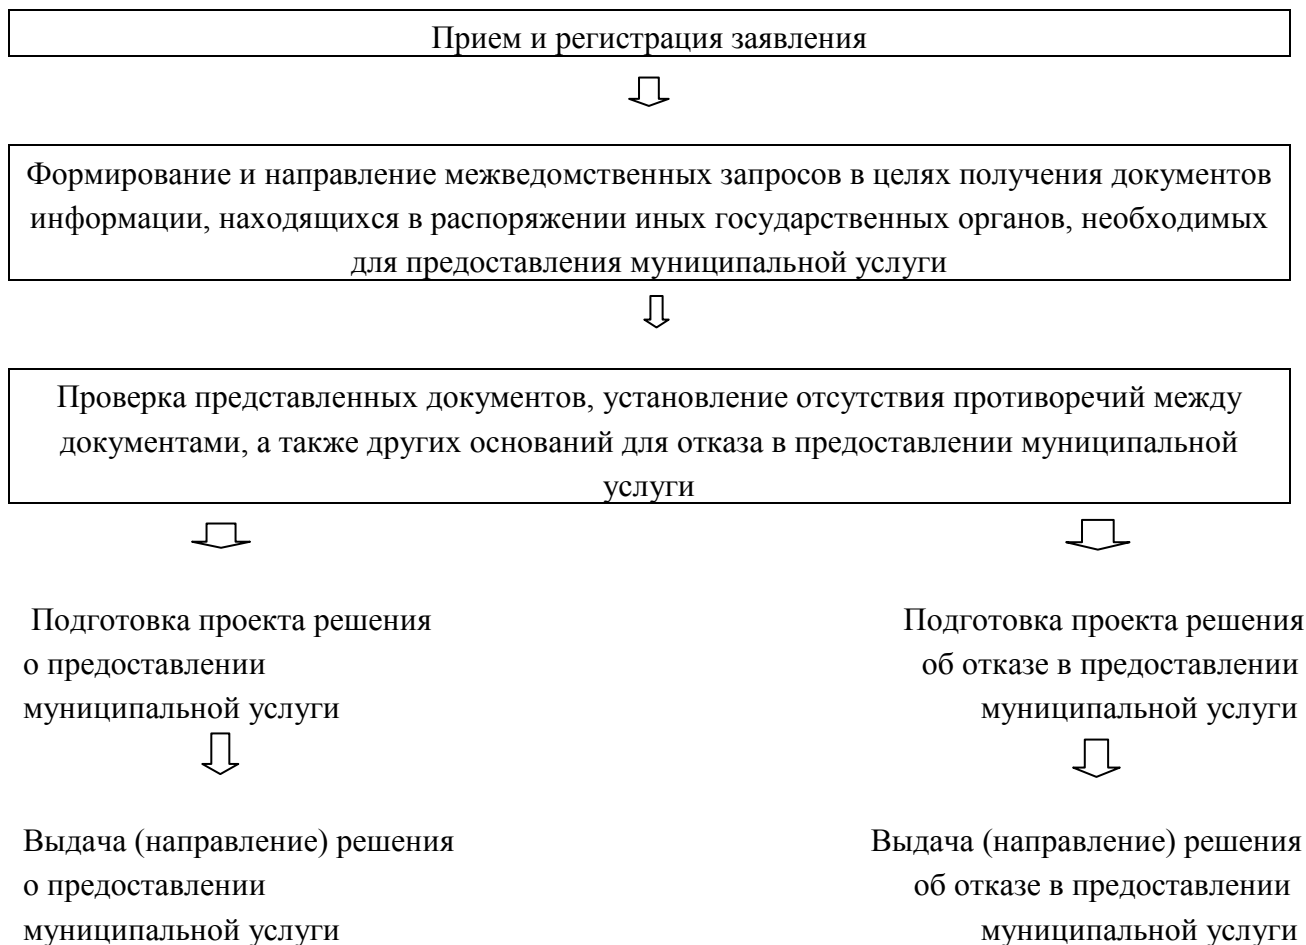 Прием и регистрация заявления
Формирование и направление межведомственных запросов в целях получения документов
информации, находящихся в распоряжении иных государственных органов, необходимых
для предоставления муниципальной услуги
Проверка представленных документов, установление отсутствия противоречий между
документами, а также других оснований для отказа в предоставлении муниципальной
услуги
Подготовка проекта решения
о предоставлении
муниципальной услуги
Подготовка проекта решения
об отказе в предоставлении
муниципальной услуги
Выдача (направление) решения
о предоставлении
муниципальной услуги
Выдача (направление) решения
об отказе в предоставлении
муниципальной услуги